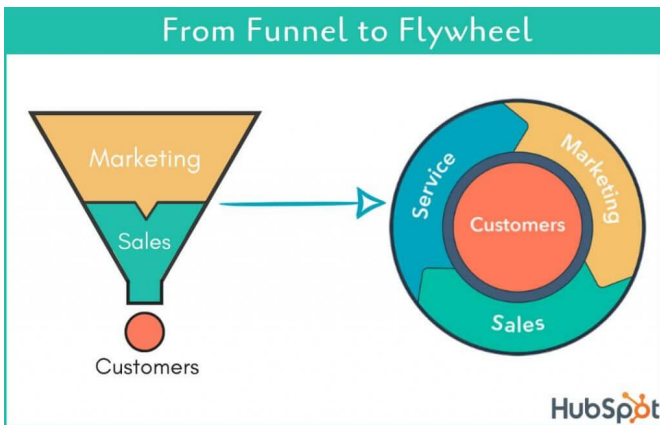 From Funnel to Flywheel
Marketing
Sales
Customers
Service
Marketing
Customers
Sales
HubSpot